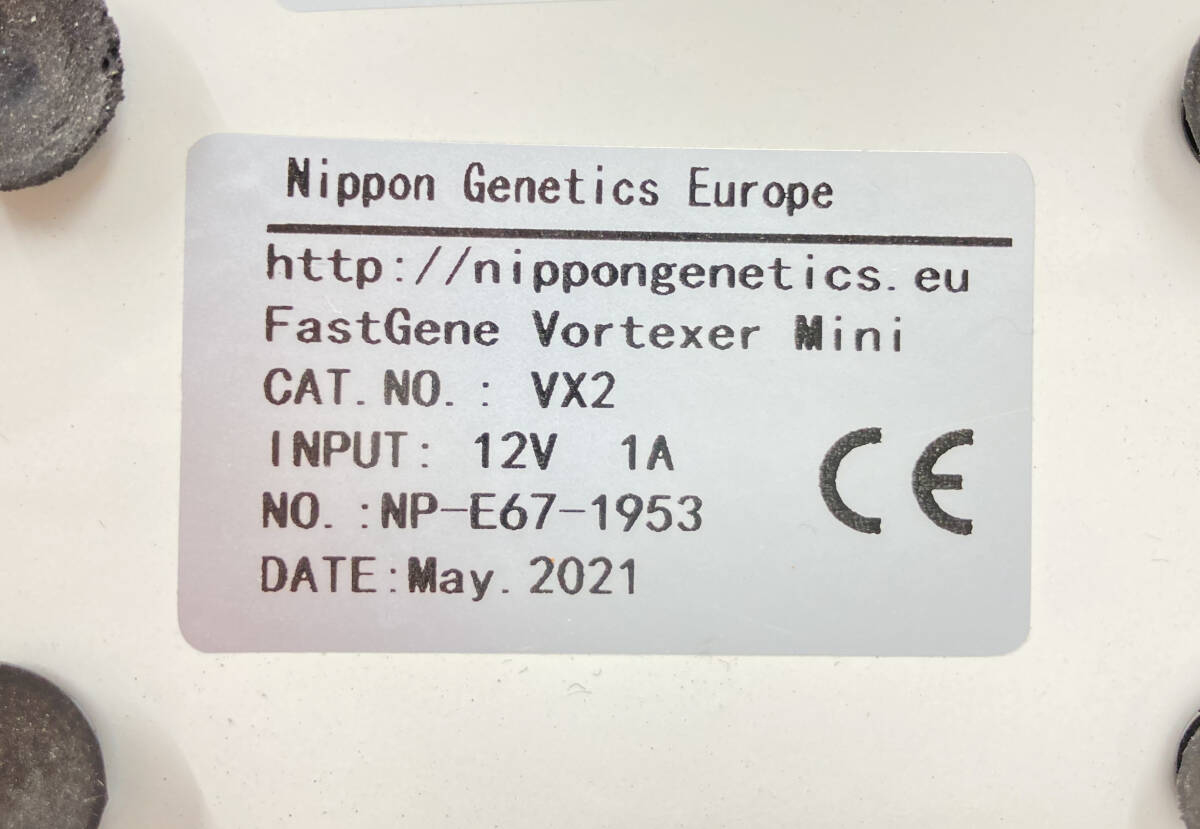 Nippon Genetics Europe
http://nippongenetics.eu
FastGene Vortexer Mini
CAT.NO.: VX2
INPUT: 12V 1A
NO.:NP-E67-1953
DATE:May.2021
CE